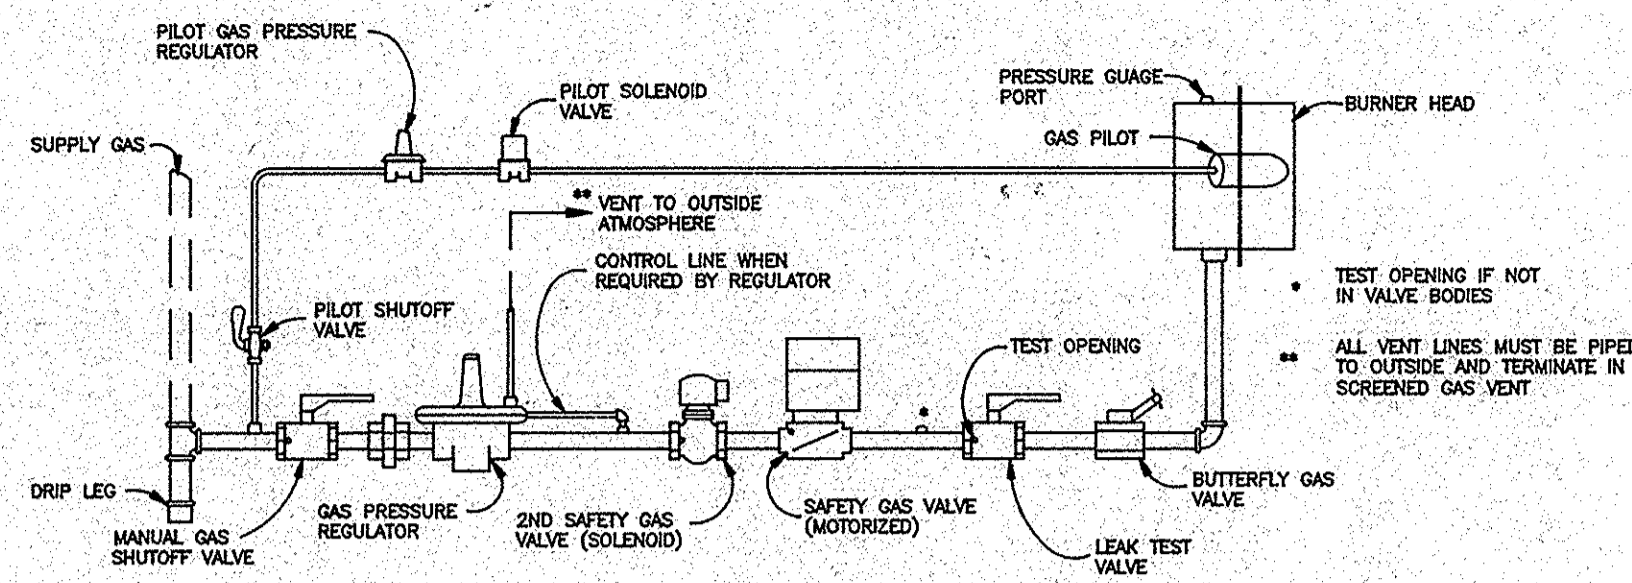 PILOT GAS PRESSURE
REGULATOR
PILOT SOLENOID
VALVE
PRESSURE GUAGE
PORT
BURNER HEAD
GAS PILOT
SUPPLY GAS
** VENT TO OUTSIDE
ATMOSPHERE
CONTROL LINE WHEN
REQUIRED BY REGULATOR
* TEST OPENING IF NOT
IN VALVE BODIES
PILOT SHUTOFF
VALVE
TEST OPENING
** ALL VENT LINES MUST BE PIPED
TO OUTSIDE AND TERMINATE IN
SCREENED GAS VENT
*
DRIP LEG
MANUAL GAS
SHUTOFF VALVE
GAS PRESSURE
REGULATOR
2ND SAFETY GAS
VALVE (SOLENOID)
SAFETY GAS VALVE
(MOTORIZED)
BUTTERFLY GAS
VALVE
LEAK TEST
VALVE